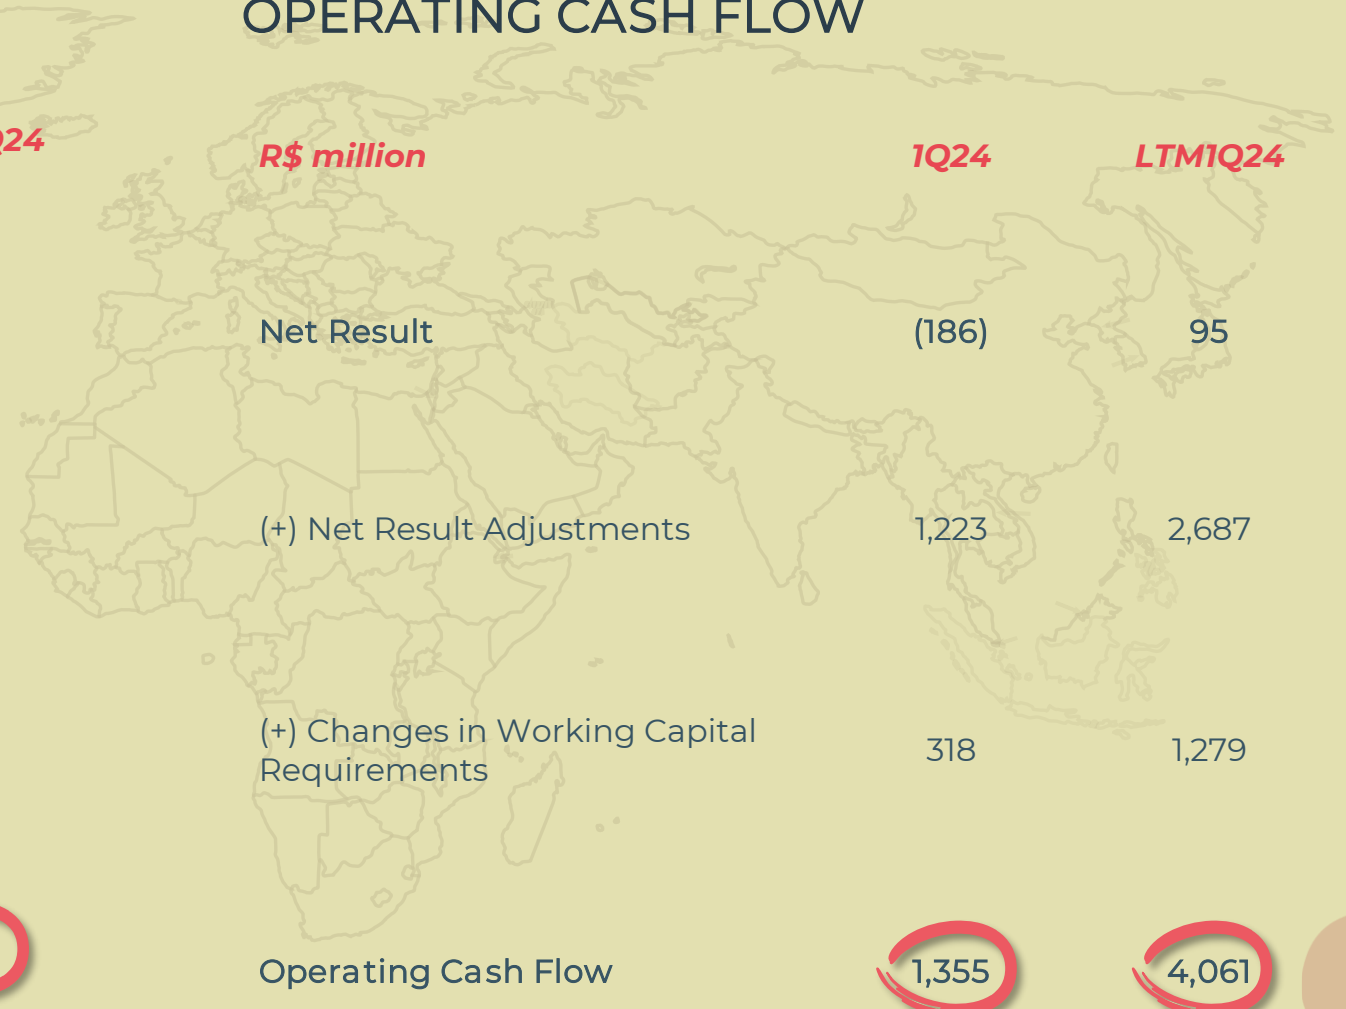 OPERATING CASH FLOW
Q24
R$ million 1Q24 LTM1Q24
Net Result (186) 95
(+) Net Result Adjustments 1,223 2,687
(+) Changes in Working Capital
Requirements 318 1,279
Operating Cash Flow 1,355 4,061